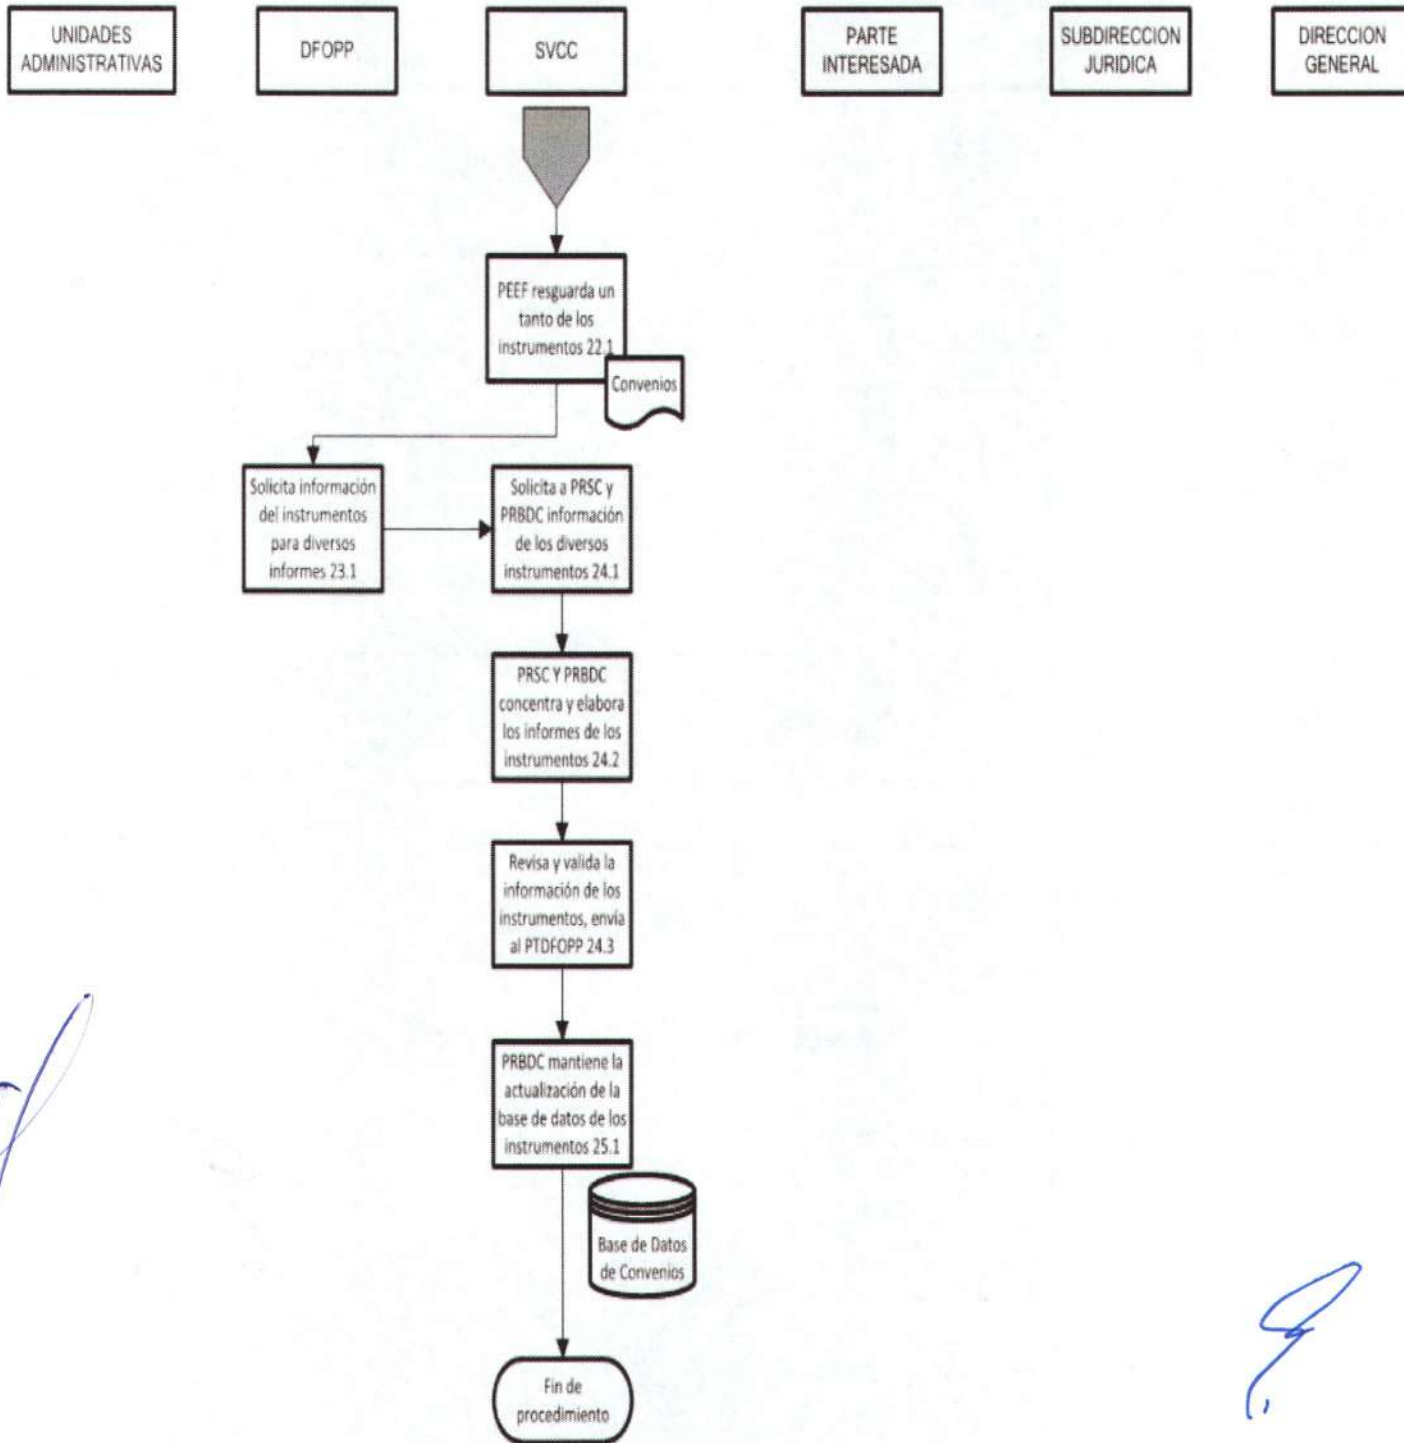 UNIDADES
ADMINISTRATIVAS
DFOPP
SVCC
PARTE
INTERESADA
SUBDIRECCION
JURIDICA
DIRECCION
GENERAL
PEEF resguarda un
tanto de los
instrumentos 22.1
Convenios
Solicita información
del instrumentos
para diversos
informes 23.1
Solicita a PRSC y
PRBDC información
de los diversos
instrumentos 24.1
PRSC Y PRBDC
concentra y elabora
los informes de los
instrumentos 24.2
Revisa y valida la
información de los
instrumentos, envía
al PTDFOPP 24.3
PRBDC mantiene la
actualización de la
base de datos de los
instrumentos 25.1
Base de Datos
de Convenios
Fin de
procedimiento